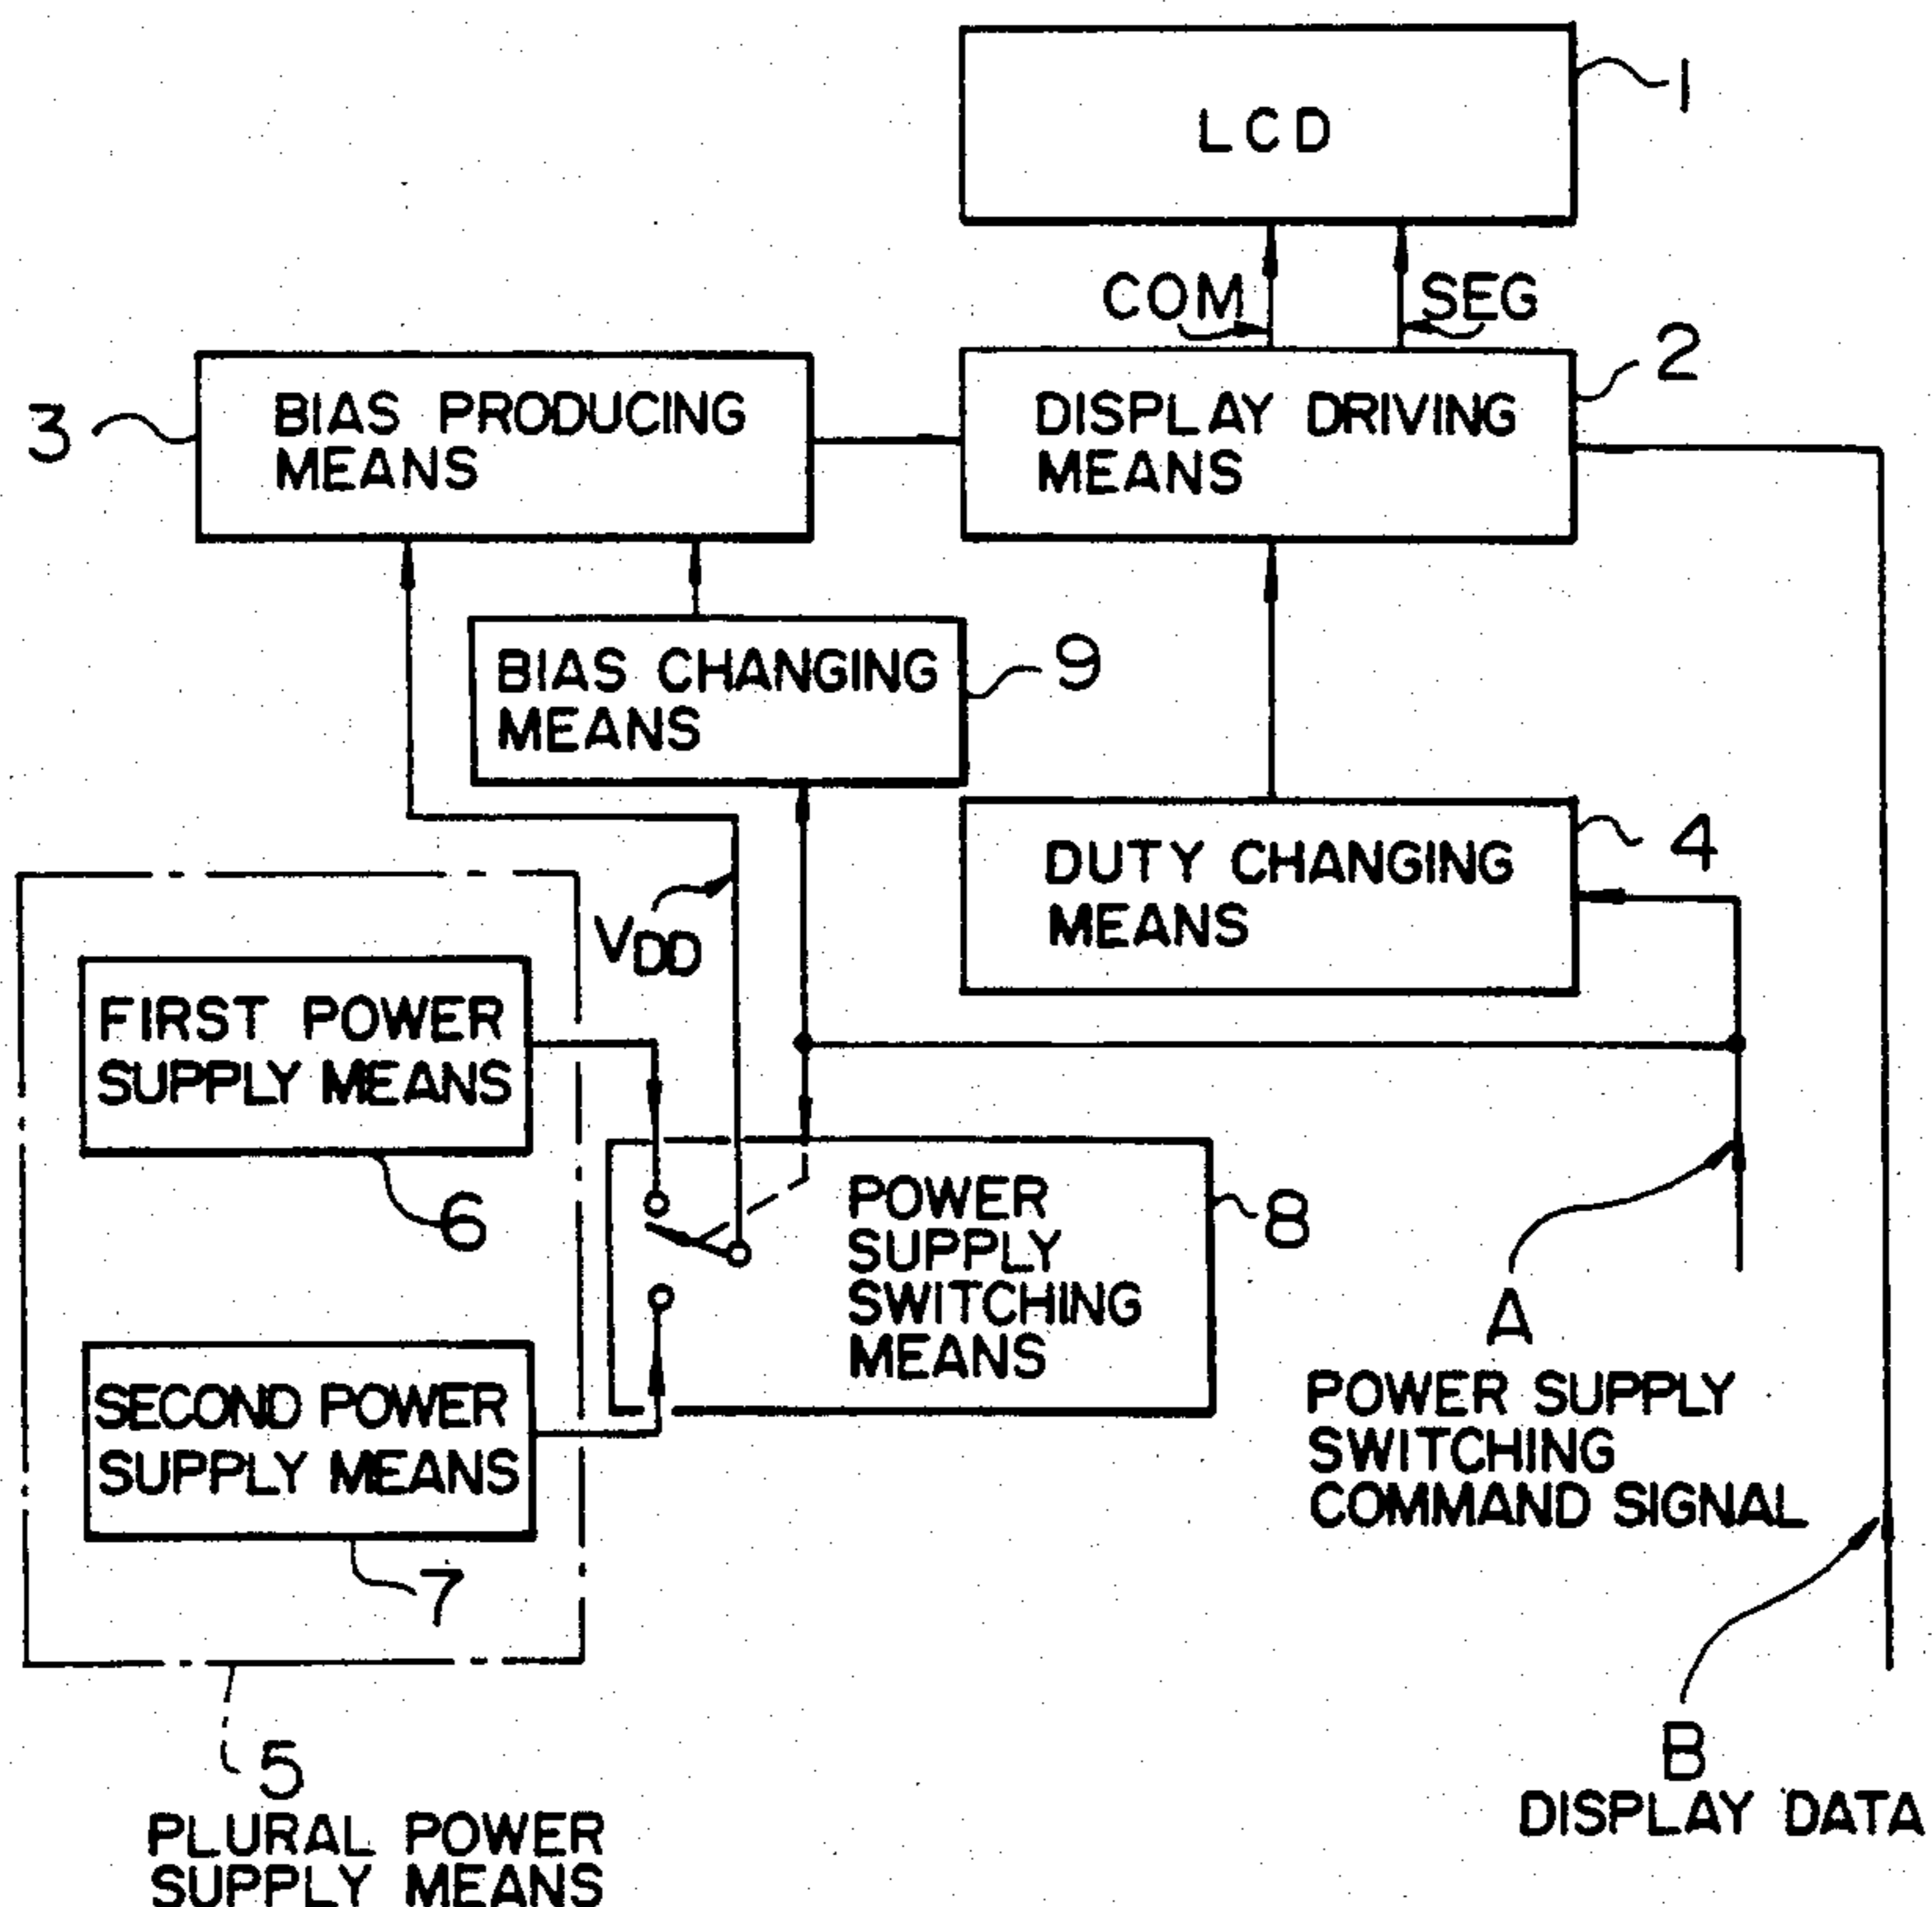 LCD
1
COM
SEG
2
3
BIAS PRODUCING
MEANS
DISPLAY DRIVING
MEANS
BIAS CHANGING
MEANS
9
DUTY CHANGING
MEANS
4
VDD
FIRST POWER
SUPPLY MEANS
6
POWER
SUPPLY
SWITCHING
MEANS
8
A
POWER SUPPLY
SWITCHING
COMMAND SIGNAL
SECOND POWER
SUPPLY MEANS
7
B
DISPLAY DATA
5
PLURAL POWER
SUPPLY MEANS